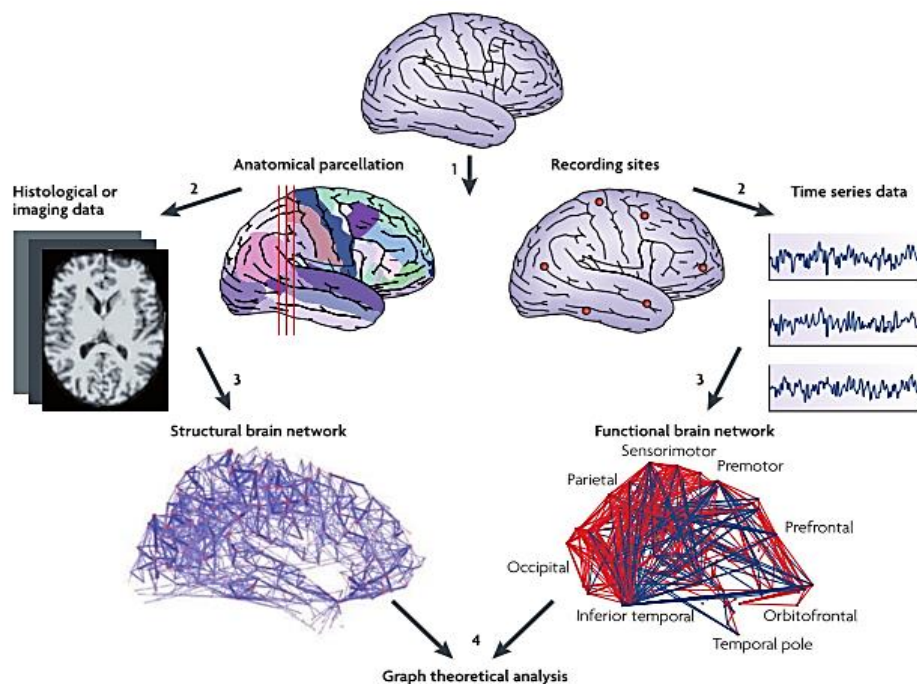 Anatomical parcellation
1
Recording sites
Histological or
imaging data
2
2
Time series data
3
3
Structural brain network
Functional brain network
Sensorimotor
Premotor
Parietal
Prefrontal
Occipital
Inferior temporal
Orbitofrontal
Temporal pole
4
Graph theoretical analysis